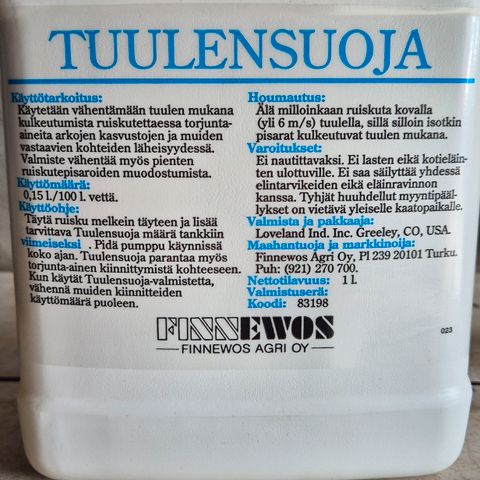 TUULENSUOJA
Käyttötarkoitus:
Käytetään vähentämään tuulen mukana
kulkeutumista ruiskutettaessa torjunta-
aineita arkojen kasvustojen ja muiden
vastaavien kohteiden läheisyydessä.
Valmiste vähentää myös pienten
ruiskutepisaroiden muodostumista.
Käyttömäärä:
0,15 l./100 l. vettä.
Käyttöohje:
Täytä ruisku melkein täyteen ja lisää
tarvittava Tuulensuoja määrä tankkiin
viimeiseksi . Pidä pumppu käynnissä
koko ajan. Tuulensuoja parantaa myös
torjunta-ainen kiinnittymistä kohteeseen.
Kun käytät Tuulensuoja-valmistetta,
vähennä muiden kiinnitteiden
käyttömäärä puoleen.
Houmautus:
Älä milloinkaan ruiskuta kovalla
(yli 6 m/s) tuulella, sillä silloin isotkin
pisarat kulkeutuvat tuulen mukana.
Varoitukset:
Ei nautittavaksi. Ei lasten eikä kotieläin-
ten ulottuville. Ei saa säilyttää yhdessä
elintarvikeiden eikä eläinravinnon
kanssa. Tyhjät huuhdellut myyntipääl-
lykset on vietävä yleiselle kaatopaikalle.
Valmista ja pakkaaja:
Loveland Ind. Inc. Greeley, CO, USA.
Maahantuoja ja markkinoija:
Finnewos Agri Oy, Pl 239 20101 Turku.
Puh: (921) 270 700.
Nettotilavuus: 1 l.
Valmistuserä:
Koodi: 83198
FINNEWOS
FINNEWOS AGRI OY
023